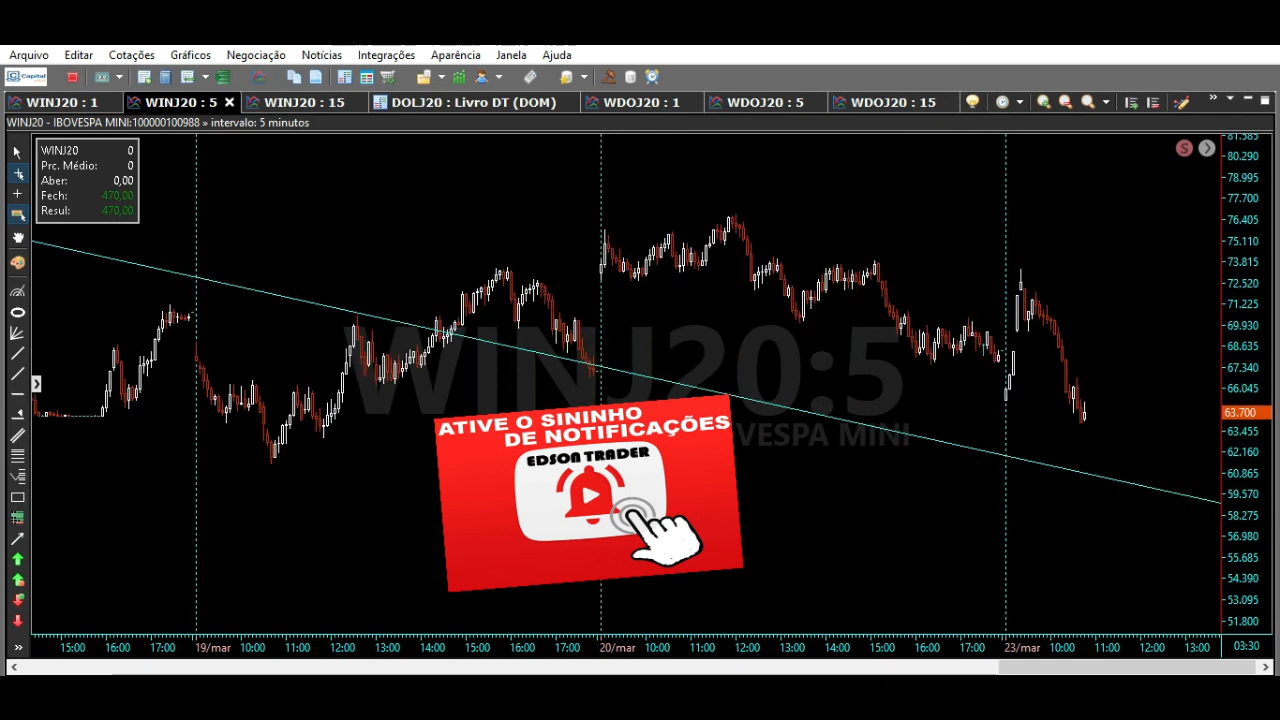 Arquivo Editar Cotações Gráficos Negociação Notícias Integrações Aparência Janela Ajuda
Capital
WINJ20 : 1 WINJ20 : 5 WINJ20 : 15 DOLJ20 : Livro DT (DOM) WDOJ20 : 1 WDOJ20 : 5 WDOJ20 : 15
WINJ20 - IBOVESPA MINI:100000100988 » intervalo: 5 minutos
WINJ20 0
Prc. Médio: 0
Aber: 0,00
Fech: 470,00
Resul: 470,00
S
81.585
80.290
78.995
77.700
76.405
75.110
73.815
72.520
71.225
69.930
68.635
67.340
66.045
63.700
63.455
62.160
60.865
59.570
58.275
56.980
55.685
54.390
53.095
51.800
WINJ20:5
VESPA MINI
ATIVE O SININHO
DE NOTIFICAÇÕES
EDSON TRADER
15:00 16:00 17:00 19/mar 10:00 11:00 12:00 13:00 14:00 15:00 16:00 17:00 20/mar 10:00 11:00 12:00 13:00 14:00 15:00 16:00 17:00 23/mar 10:00 11:00 12:00 13:00 03:30